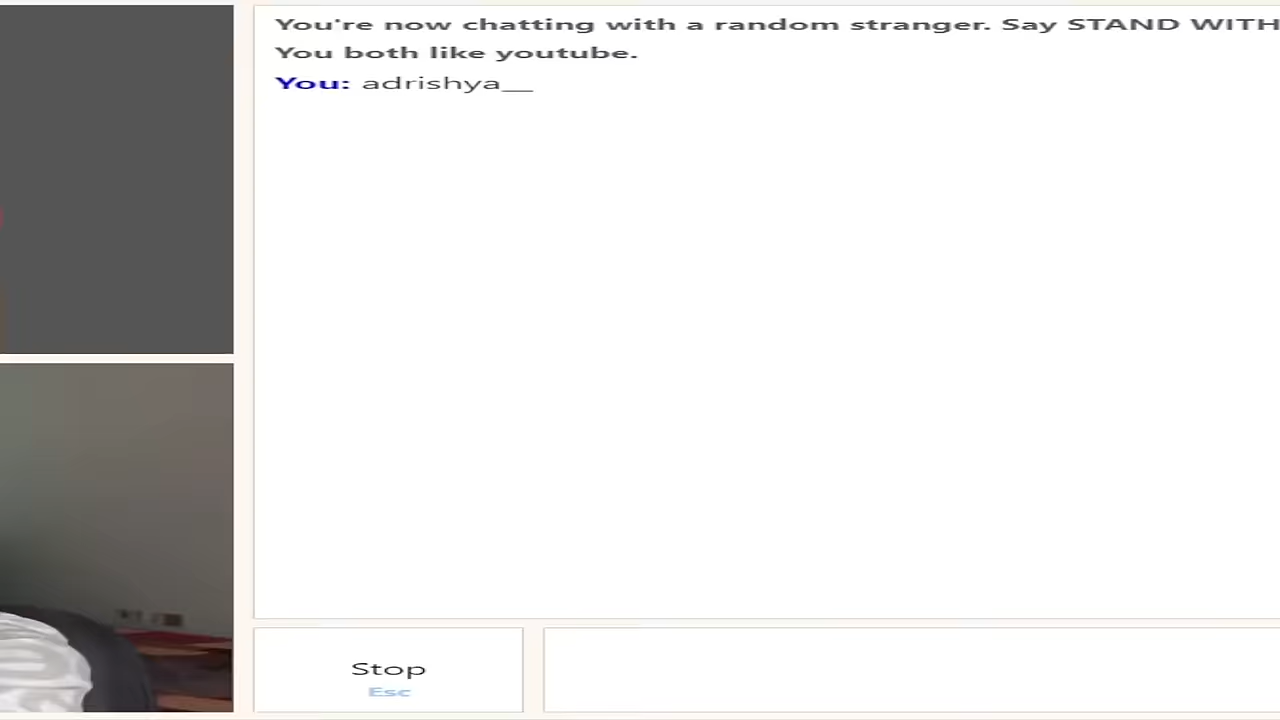 You're now chatting with a random stranger. Say STAND WITH
You both like youtube.
You: adrishya__
Stop
Esc